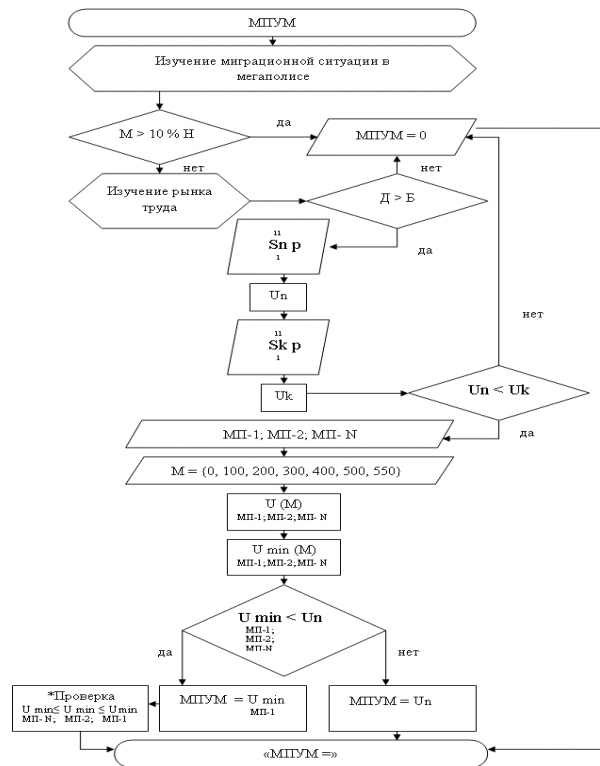 МПУМ
Изучение миграционной ситуации в
мегаполисе
М > 10 % Н
да
МПУМ = 0
нет
нет
Изучение рынка
труда
Д > Б
да
11
Sn p
1
Un
нет
11
Sk p
1
Uk
Un < Uk
да
МП-1; МП-2; МП- N
М = {0, 100, 200, 300, 400, 500, 550}
U (M)
МП-1; МП-2; МП- N
U min (M)
МП-1; МП-2; МП- N
U min < Un
МП-1;
МП-2;
МП-N
да
нет
*Проверка
U min≤ U min ≤ Umin
МП- N; МП-2; МП-1
МПУМ = U min
МП-1
МПУМ = Un
«МПУМ =»